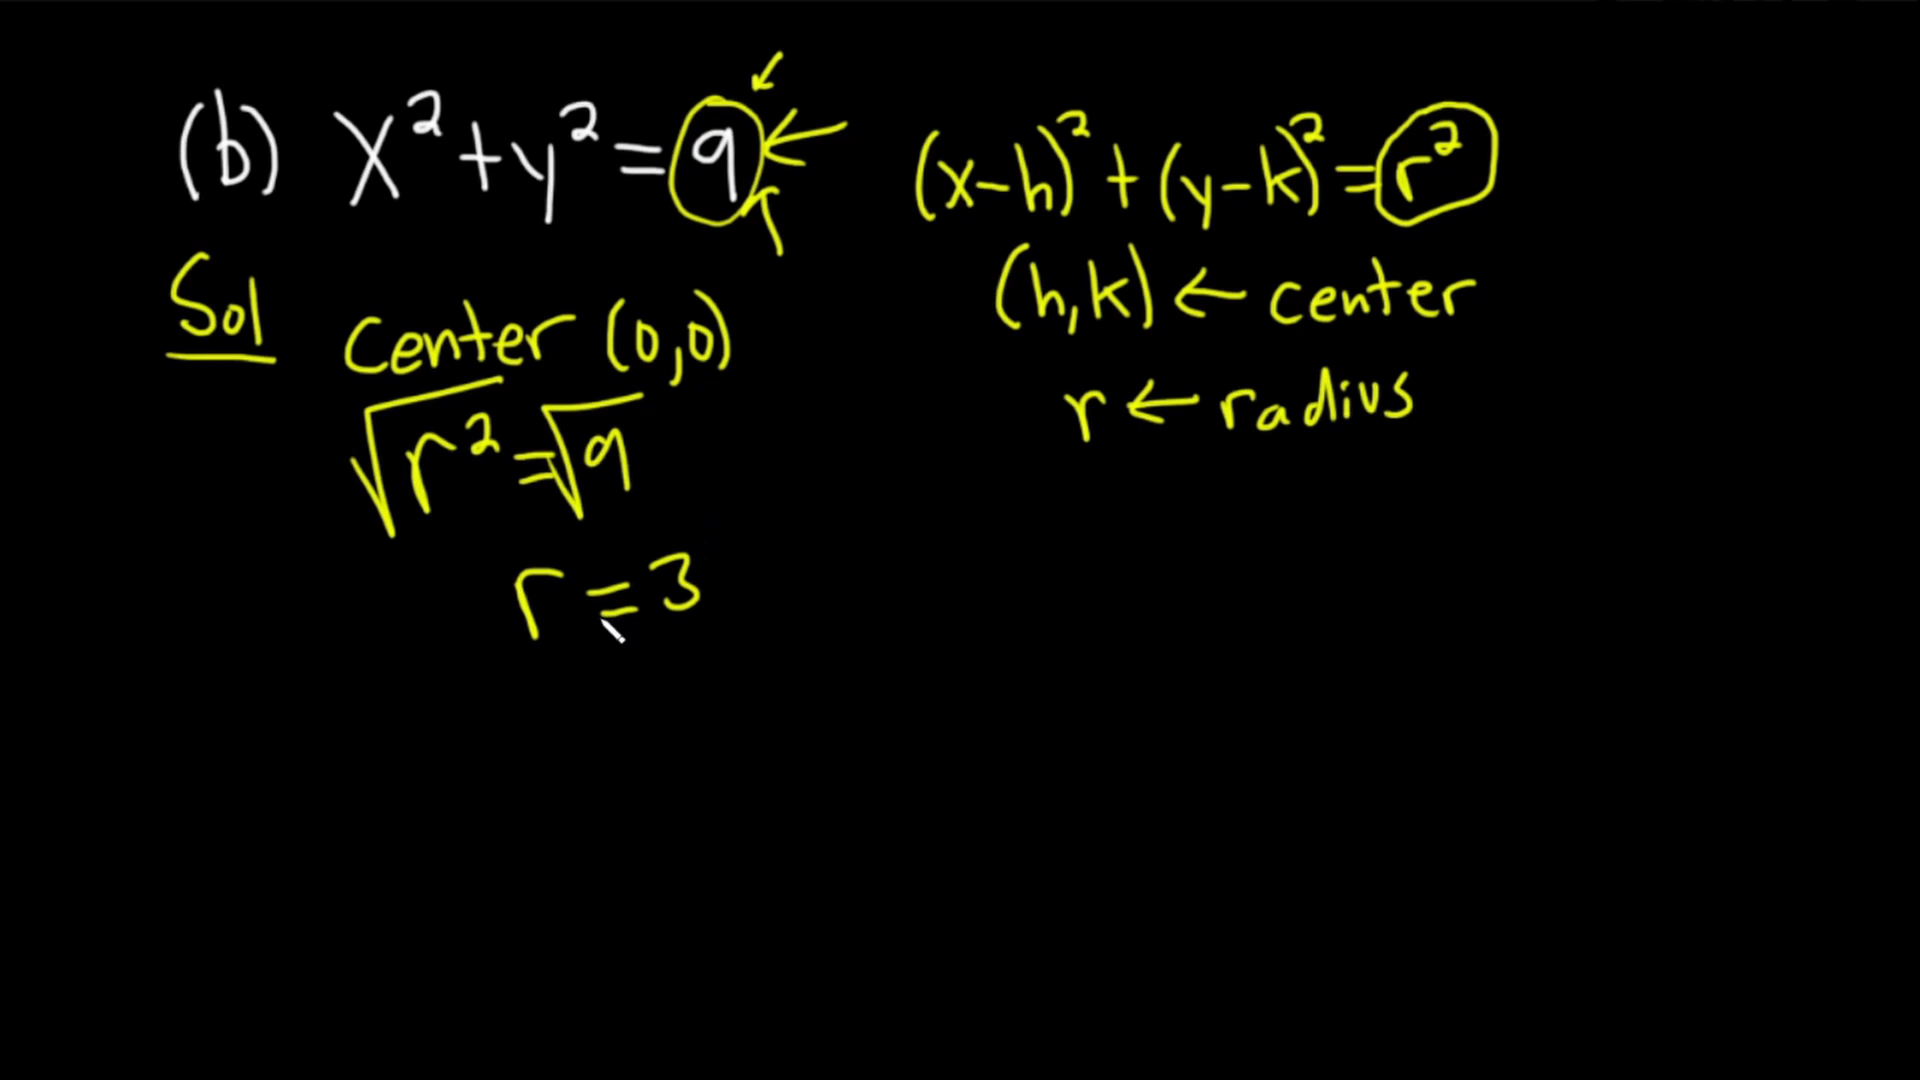 (b) x²+y²=9
(x-h)²+(y-k)²=r²
(h,k) ← center
r ← radius
Sol center (0,0)
√r²=√9
r=3